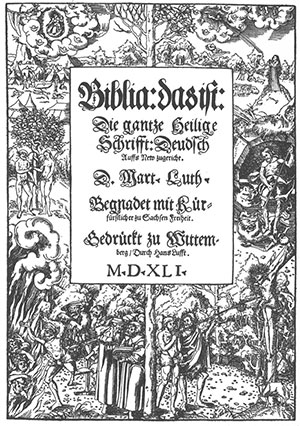 Biblia: das ist:
Die gantze Heilige
Schrifft: Deudsch
Auffs New zugericht.
D. Mart. Luth.
Begnadet mit Kür-
fürstlicher zu Sachsen Freiheit.
Gedrückt zu Wittem-
berg/Durch Hans Lufft.
M.D.XLI.